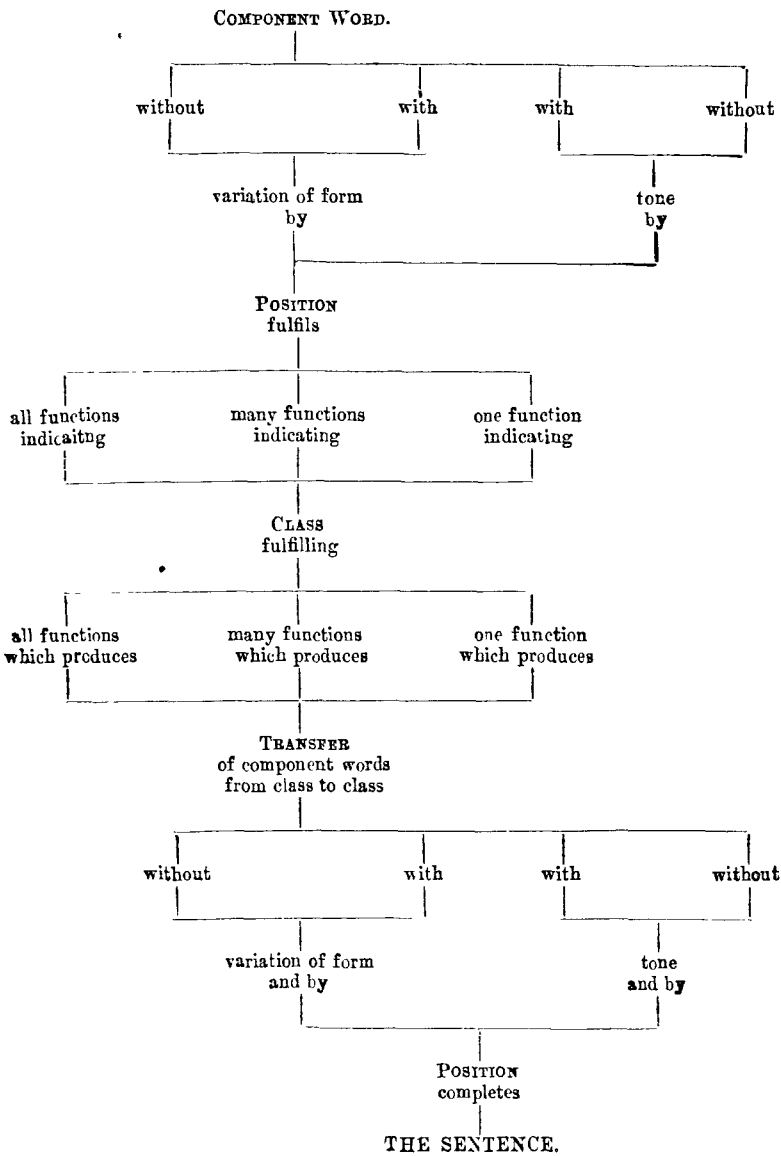 COMPONENT WORD.
without with with without
variation of form tone
by by
POSITION
fulfils
all functions many functions one function
indicaitng indicating indicating
CLASS
fulfilling
all functions many functions one function
which produces which produces which produces
TRANSFER
of component words
from class to class
without with with without
variation of form tone
and by and by
POSITION
completes
THE SENTENCE.